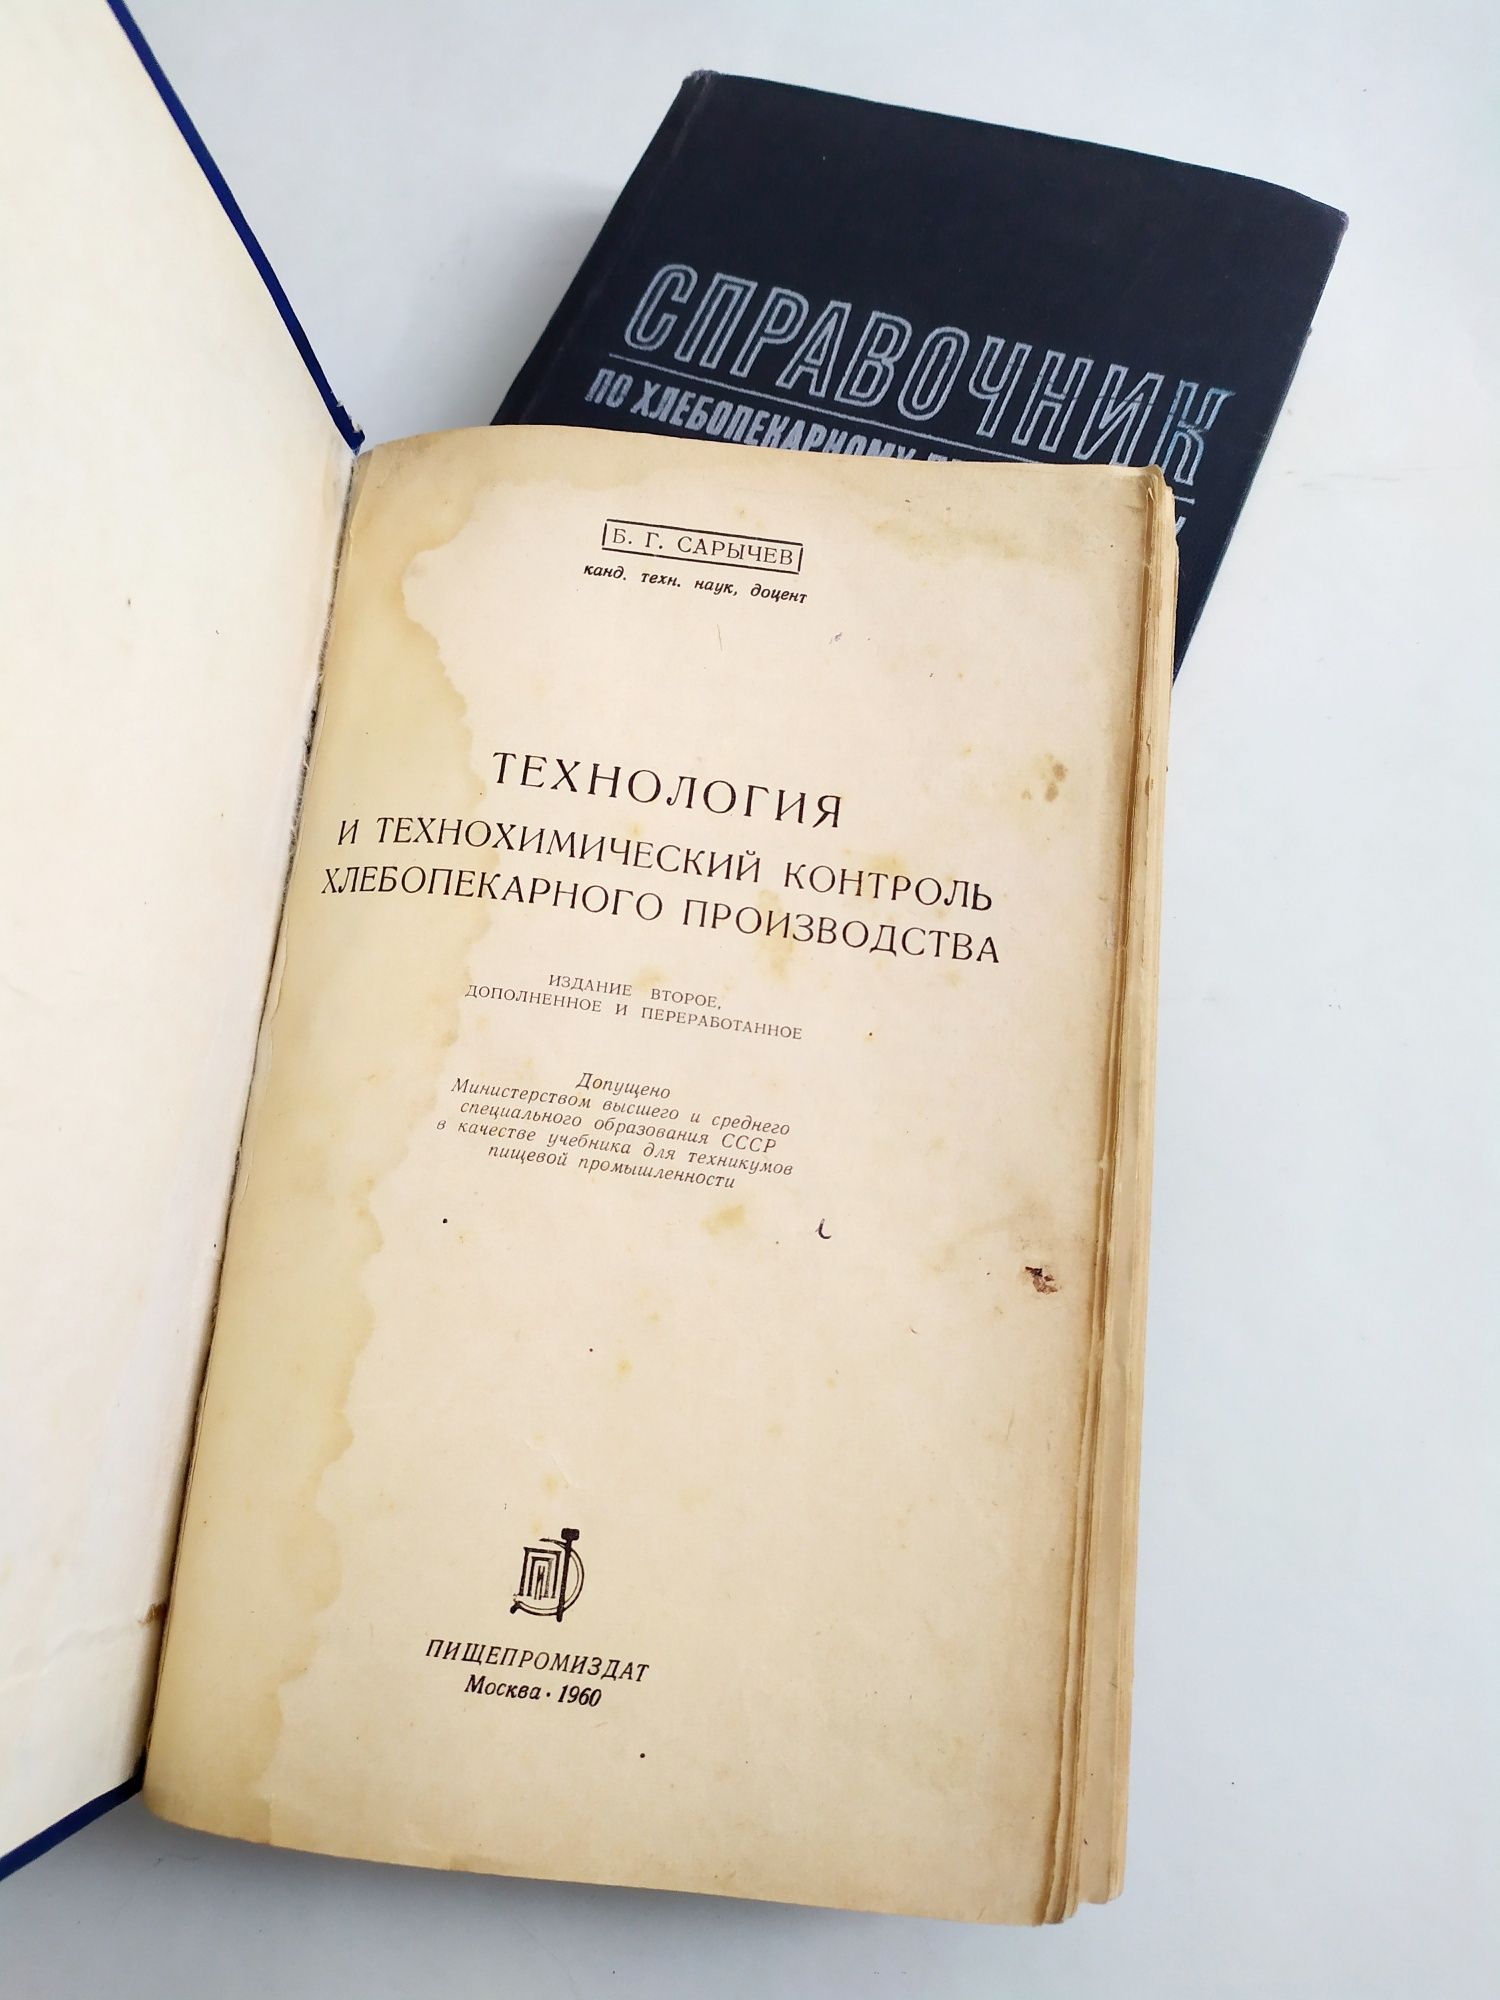 СПРАВОЧНИК
ПО ХЛЕБОПЕКАРНОМУ
Б. Г. САРЫЧЕВ
канд. техн. наук, доцент
ТЕХНОЛОГИЯ
И ТЕХНОХИМИЧЕСКИЙ КОНТРОЛЬ
ХЛЕБОПЕКАРНОГО ПРОИЗВОДСТВА
ИЗДАНИЕ ВТОРОЕ,
ДОПОЛНЕННОЕ И ПЕРЕРАБОТАННОЕ
Допущено
Министерством высшего и среднего
специального образования СССР
в качестве учебника для техникумов
пищевой промышленности
ПИЩЕПРОМИЗДАТ
Москва • 1960